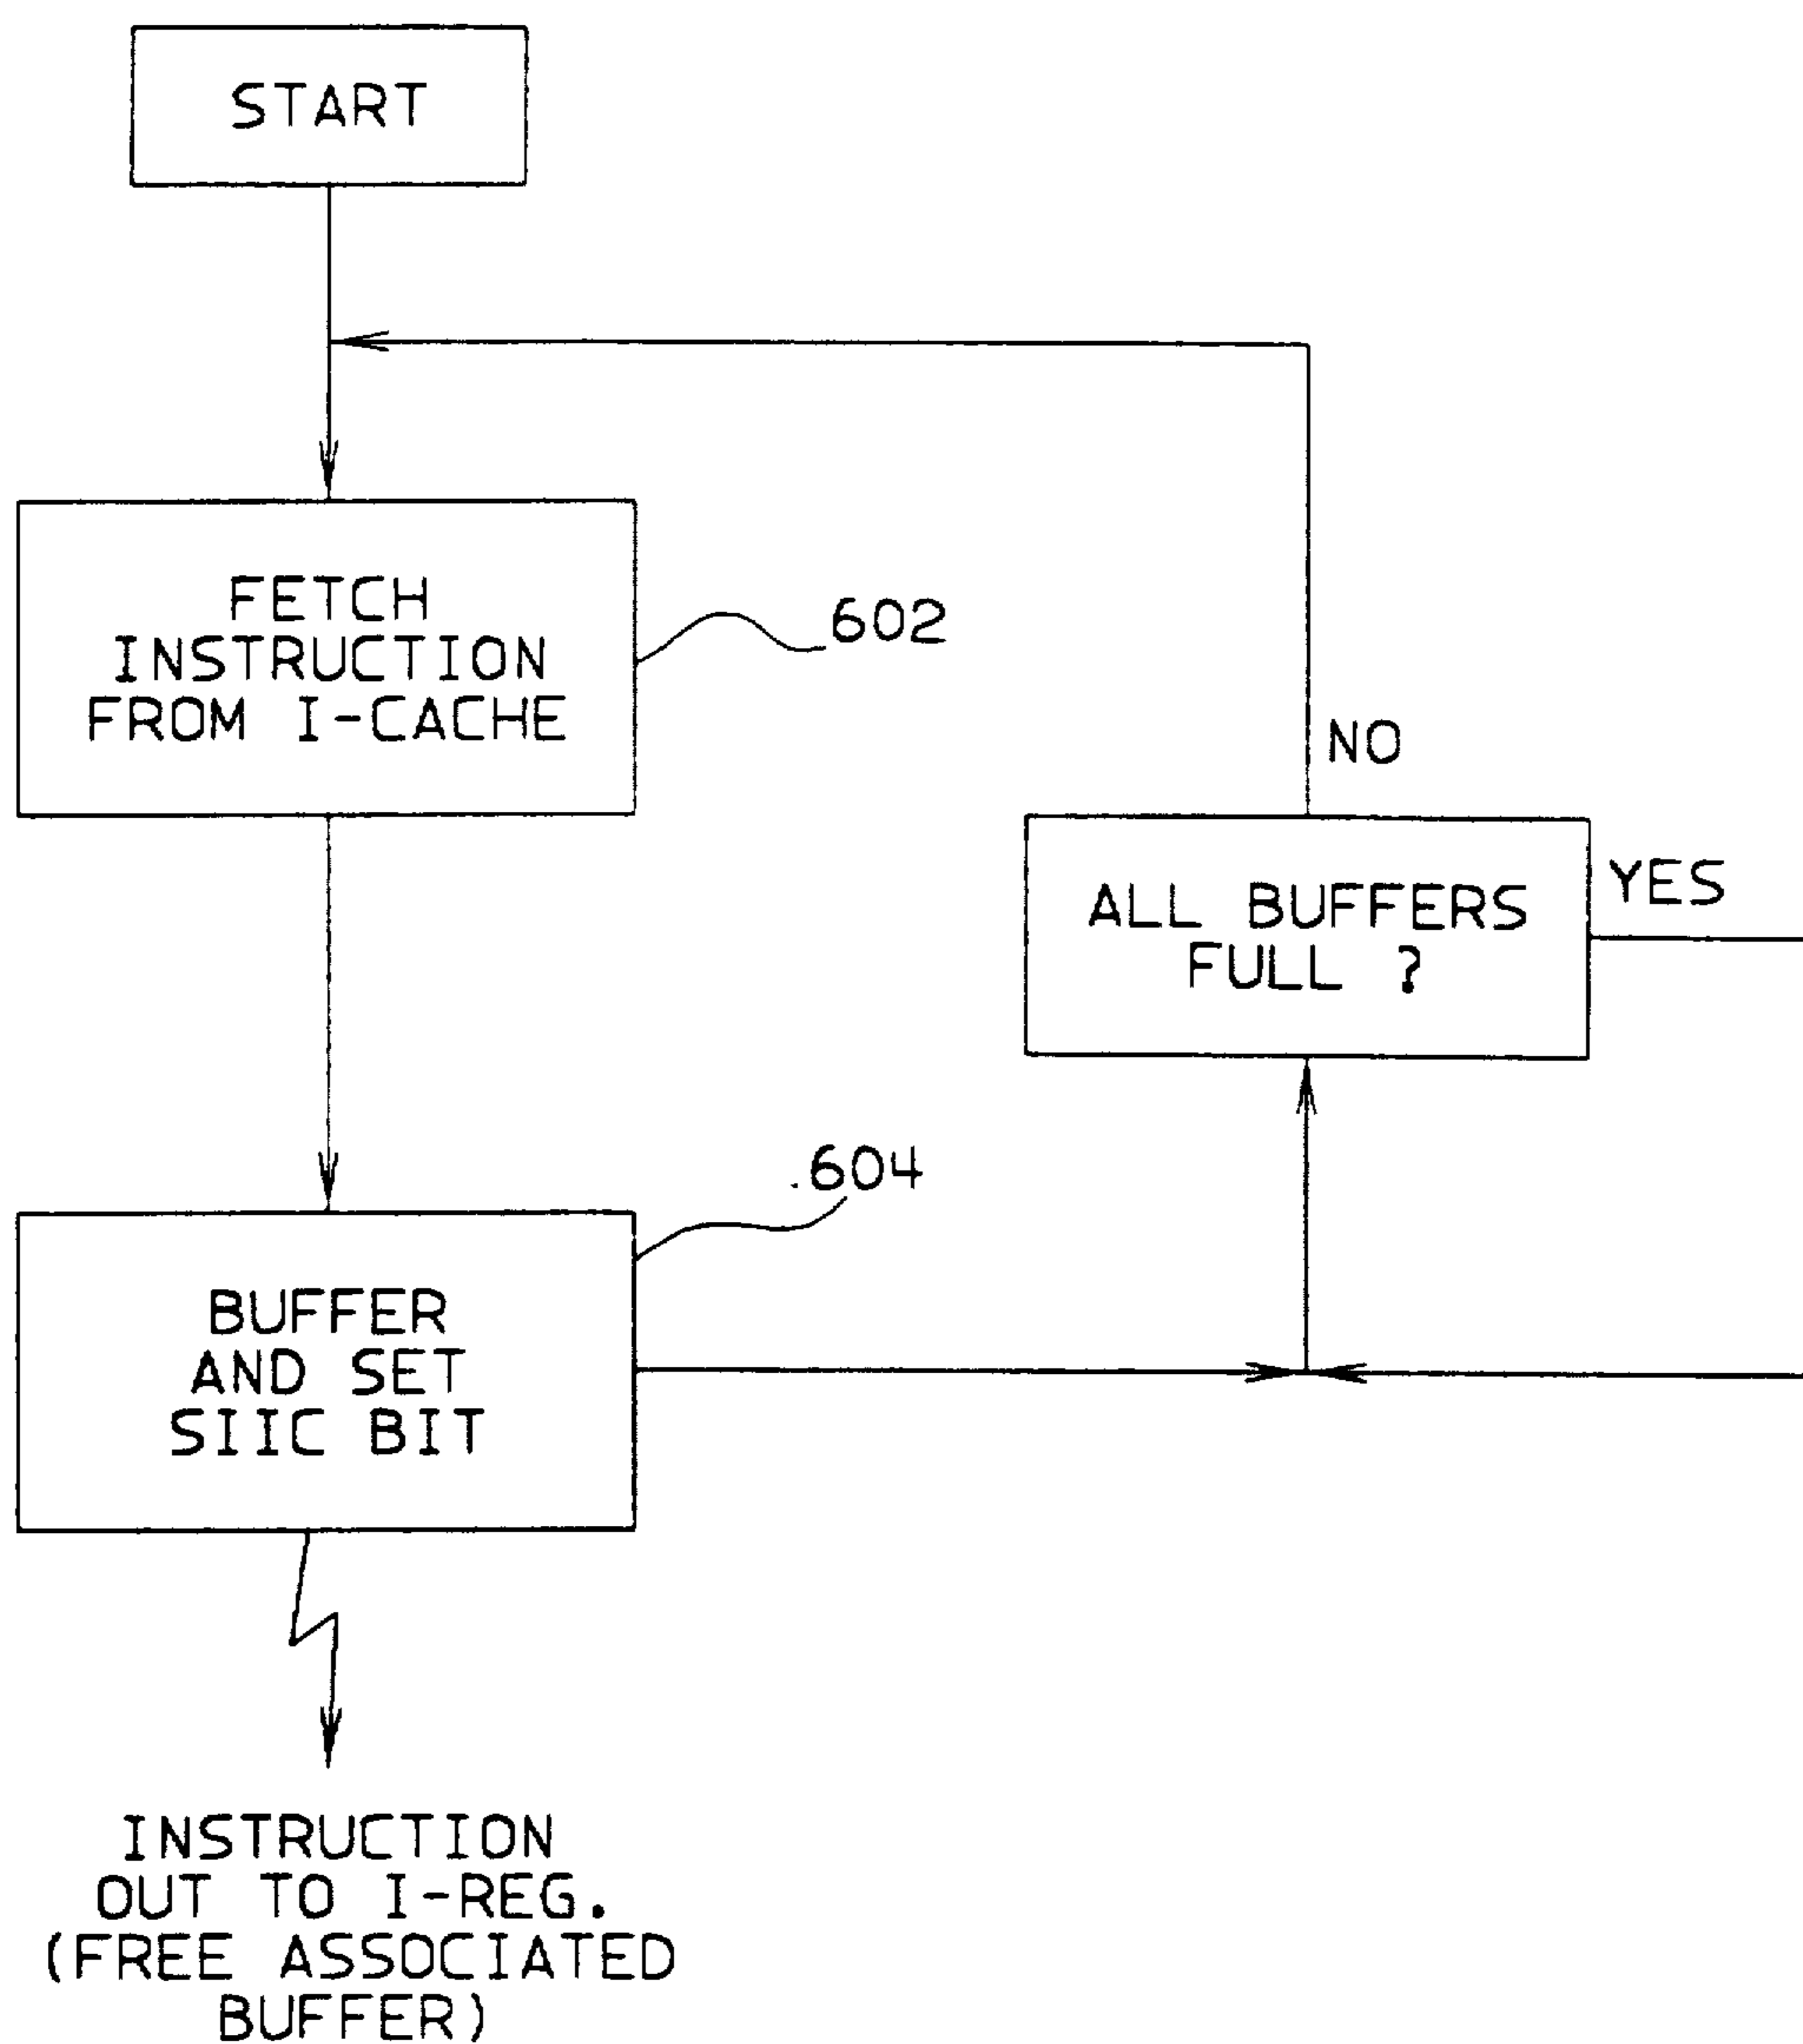 START
FETCH
INSTRUCTION
FROM I-CACHE
602
NO
ALL BUFFERS
FULL ?
YES
604
BUFFER
AND SET
SIIC BIT
INSTRUCTION
OUT TO I-REG.
(FREE ASSOCIATED
BUFFER)